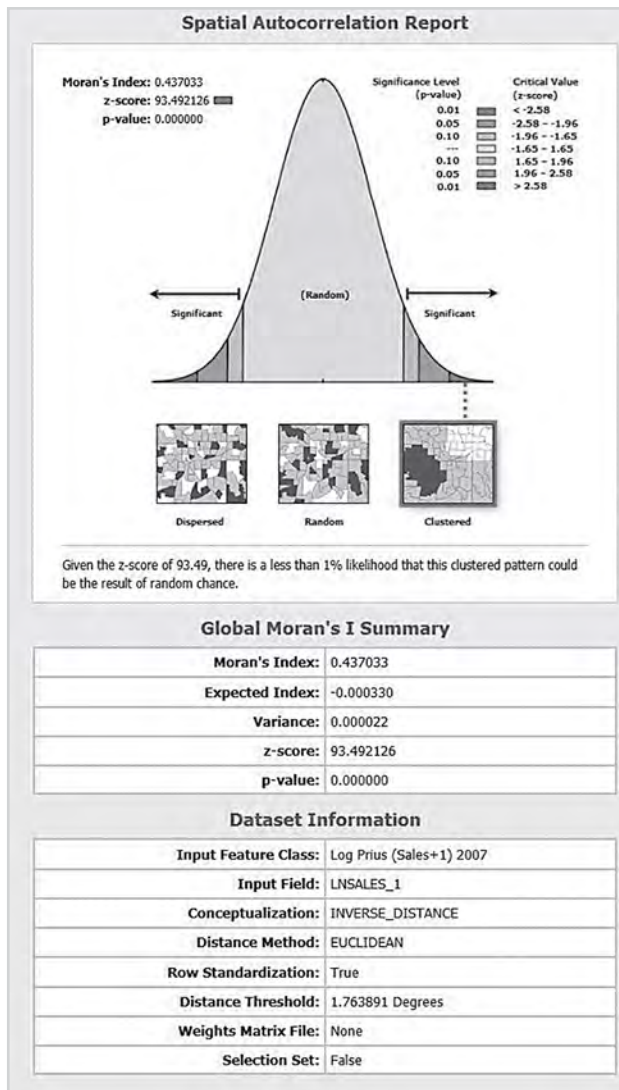 Spatial Autocorrelation Report
Moran's Index: 0.437033
z-score: 93.492126
p-value: 0.000000
Significance Level (p-value) Critical Value (z-score)
0.01 < -2.58
0.05 -2.58 – -1.96
0.10 -1.96 – -1.65
--- -1.65 – 1.65
0.10 1.65 – 1.96
0.05 1.96 – 2.58
0.01 > 2.58
Significant
(Random)
Significant
Dispersed
Random
Clustered
Given the z-score of 93.49, there is a less than 1% likelihood that this clustered pattern could
be the result of random chance.
Global Moran's I Summary
Moran's Index: 0.437033
Expected Index: -0.000330
Variance: 0.000022
z-score: 93.492126
p-value: 0.000000
Dataset Information
Input Feature Class: Log Prius (Sales+1) 2007
Input Field: LNSALES_1
Conceptualization: INVERSE_DISTANCE
Distance Method: EUCLIDEAN
Row Standardization: True
Distance Threshold: 1.763891 Degrees
Weights Matrix File: None
Selection Set: False